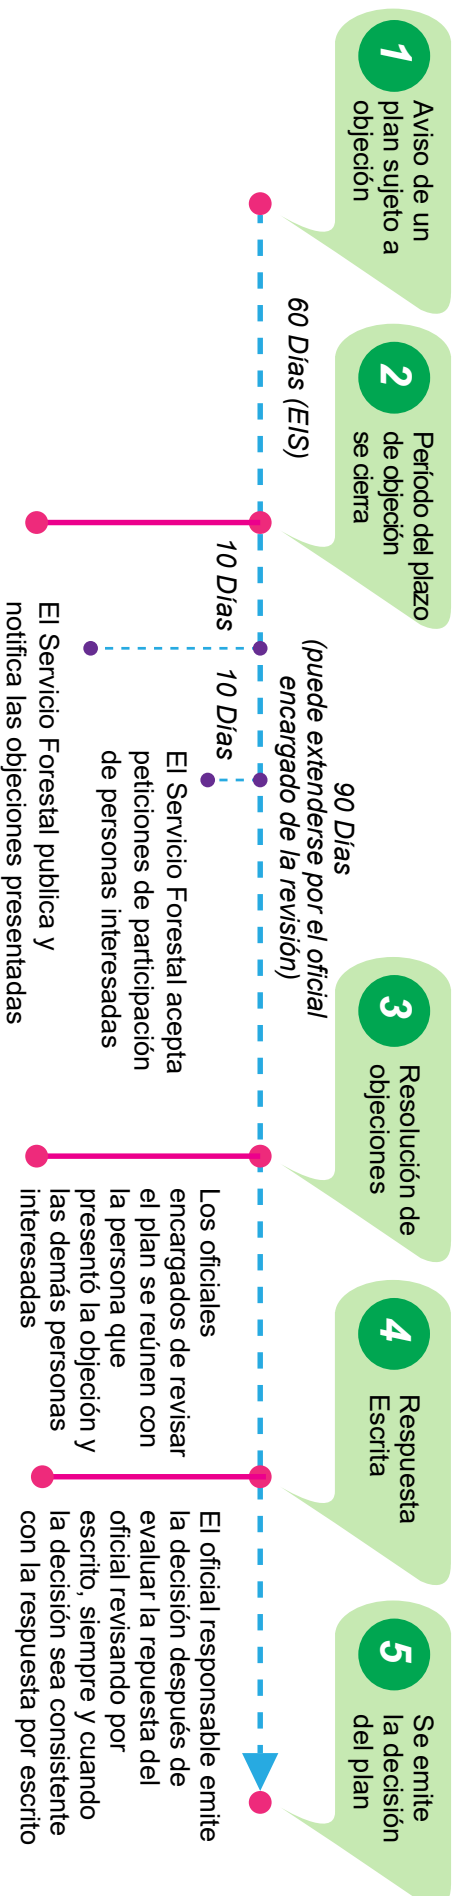 1
Aviso de un
plan sujeto a
objeción
2
Período del plazo
de objeción
se cierra
3
Resolución de
objeciones
4
Respuesta
Escrita
5
Se emite
la decisión
del plan
60 Días (EIS)
90 Días
(puede extenderse por el oficial
encargado de la revisión)
10 Días
10 Días
El Servicio Forestal publica y
notifica las objeciones presentadas
El Servicio Forestal acepta
peticiones de participación
de personas interesadas
Los oficiales
encargados de revisar
el plan se reúnen con
la persona que
presentó la objeción y
las demás personas
interesadas
El oficial responsable emite
la decisión después de
evaluar la repuesta del
oficial revisando por
escrito, siempre y cuando
la decisión sea consistente
con la respuesta por escrito